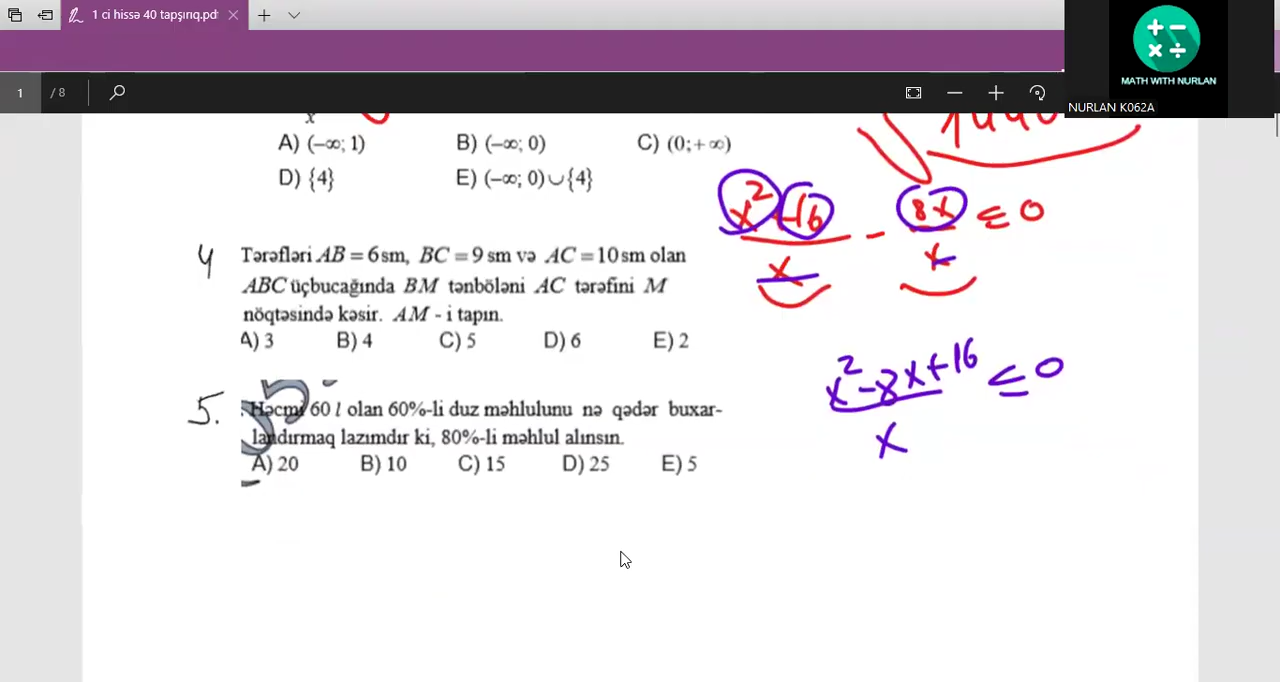 1 ci hissə 40 tapşırıq.pdf
1 / 8
MATH WITH NURLAN
NURLAN K062A
x
A) (−∞; 1) B) (−∞; 0) C) (0;+∞)
D) {4} E) (−∞; 0)∪{4}
x² +16 / x − 8x / x ≤ 0
4 Tərəfləri AB = 6 sm, BC = 9 sm və AC = 10 sm olan
ABC üçbucağında BM tənböləni AC tərəfini M
nöqtəsində kəsir. AM - i tapın.
A) 3 B) 4 C) 5 D) 6 E) 2
x² − 8x + 16 / x ≤ 0
5. Həcmi 60 l olan 60%-li duz məhlulunu nə qədər buxar-
landırmaq lazımdır ki, 80%-li məhlul alınsın.
A) 20 B) 10 C) 15 D) 25 E) 5